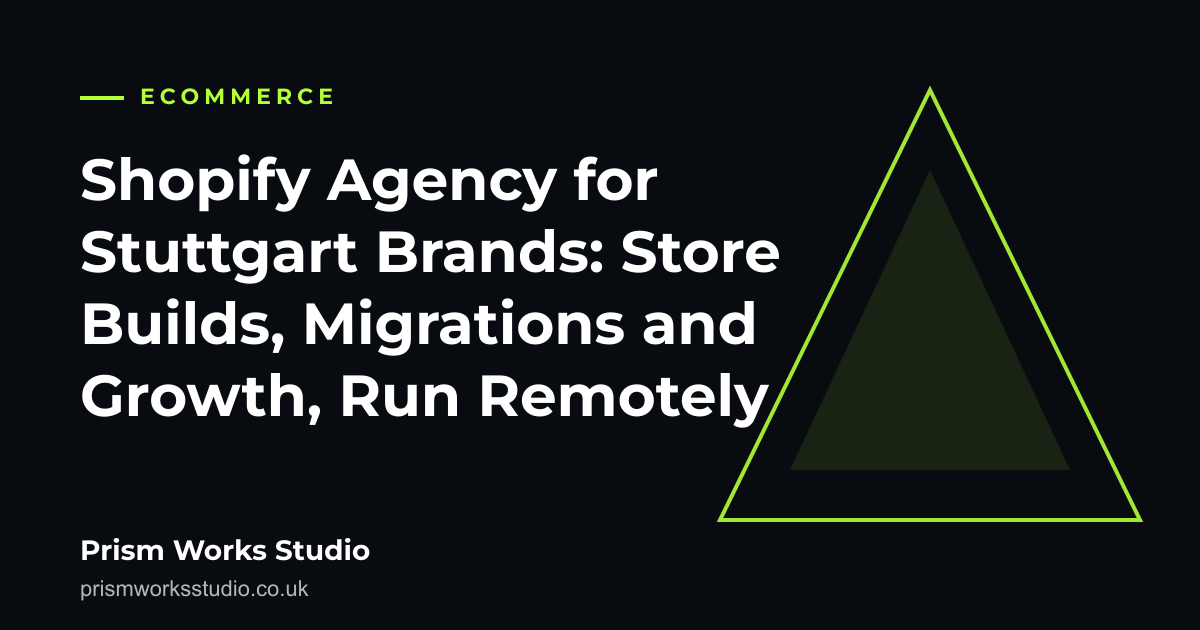 ECOMMERCE
Shopify Agency for
Stuttgart Brands: Store
Builds, Migrations and
Growth, Run Remotely
Prism Works Studio
prismworksstudio.co.uk